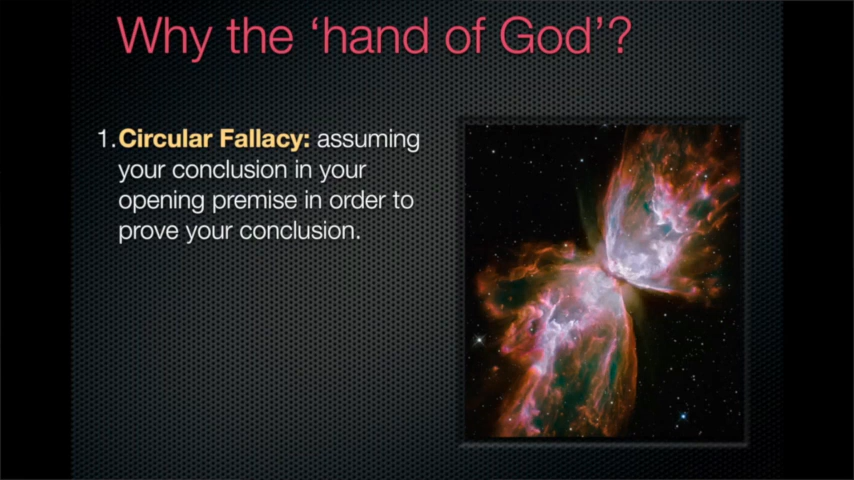 Why the ‘hand of God’?
1.Circular Fallacy: assuming
your conclusion in your
opening premise in order to
prove your conclusion.